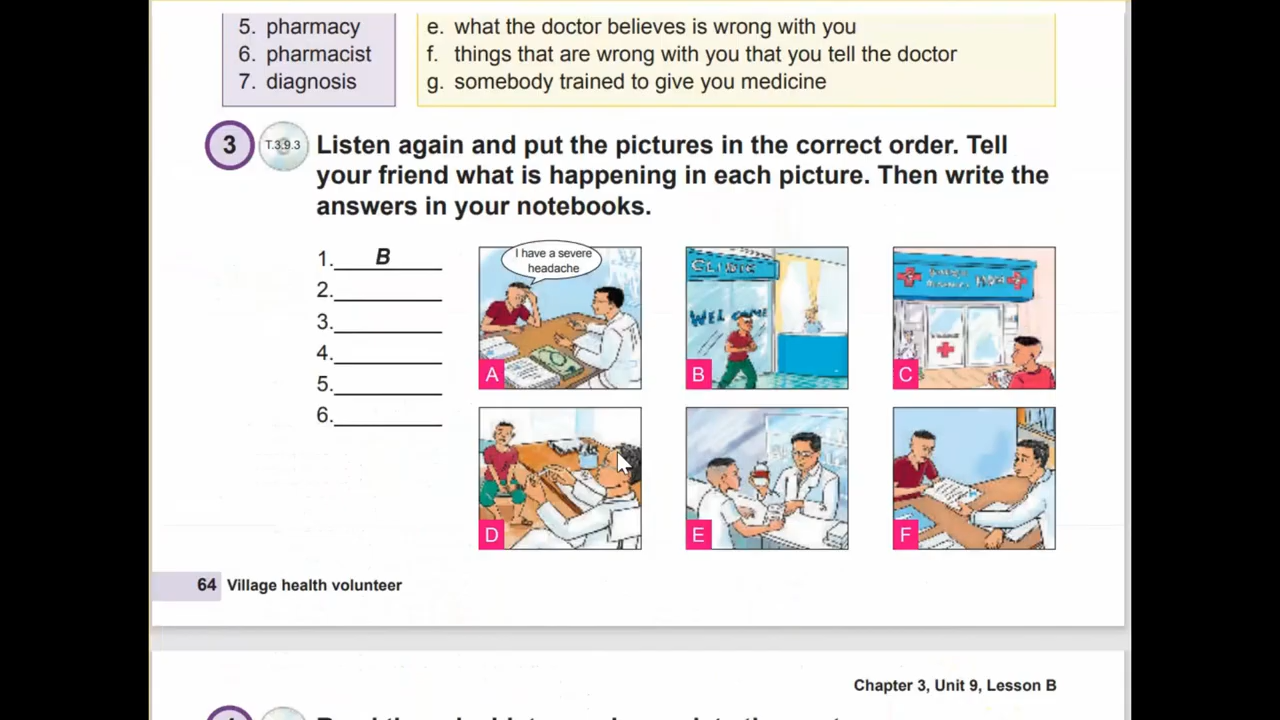 5. pharmacy
6. pharmacist
7. diagnosis
e. what the doctor believes is wrong with you
f. things that are wrong with you that you tell the doctor
g. somebody trained to give you medicine
3 T.3.9.3 Listen again and put the pictures in the correct order. Tell
your friend what is happening in each picture. Then write the
answers in your notebooks.
1. B
2.
3.
4.
5.
6.
I have a severe
headache
A
CLINIC
WELCOME
B
C
D
E
F
64 Village health volunteer
Chapter 3, Unit 9, Lesson B